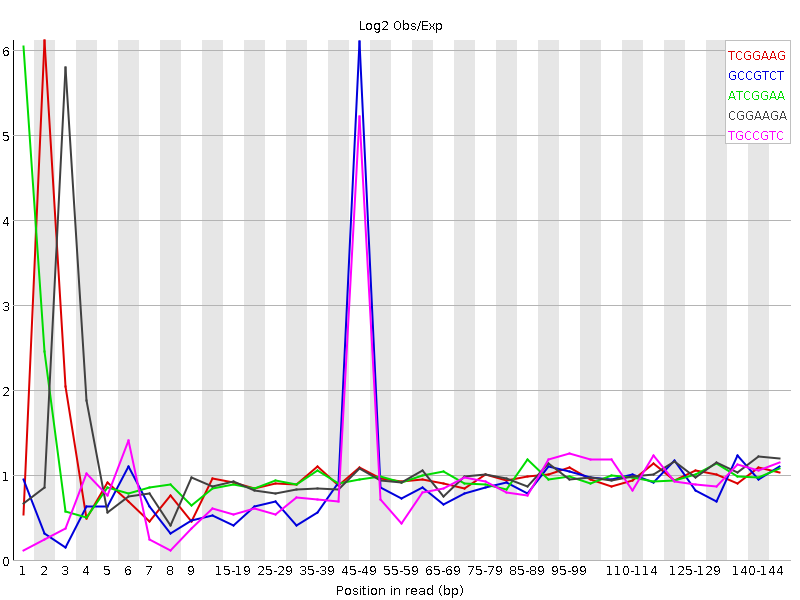 Log2 Obs/Exp
6
5
4
3
2
1
0
TCGGAAG
GCCGTCT
ATCGGAA
CGGAAGA
TGCCGTC
1 2 3 4 5 6 7 8 9 15-19 25-29 35-39 45-49 55-59 65-69 75-79 85-89 95-99 110-114 125-129 140-144
Position in read (bp)